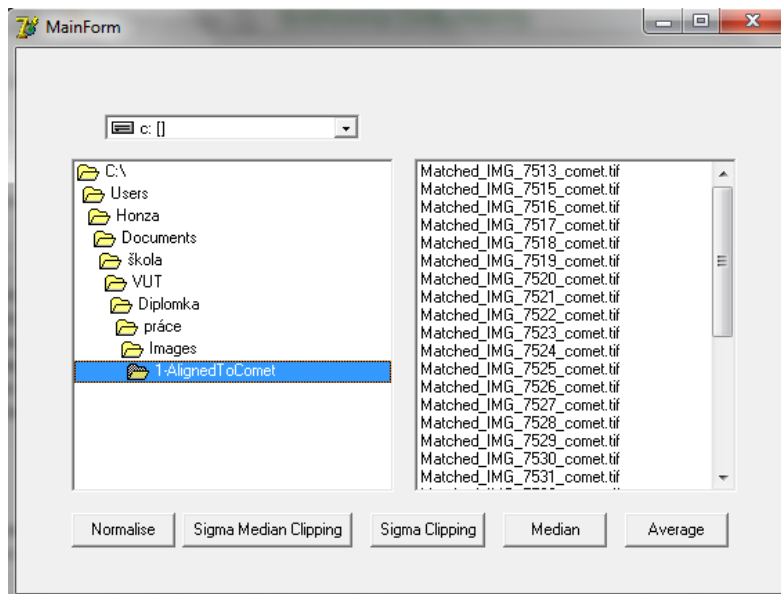 MainForm
c: []
C:\
Users
Honza
Documents
škola
VUT
Diplomka
práce
Images
1-AlignedToComet
Matched_IMG_7513_comet.tif
Matched_IMG_7515_comet.tif
Matched_IMG_7516_comet.tif
Matched_IMG_7517_comet.tif
Matched_IMG_7518_comet.tif
Matched_IMG_7519_comet.tif
Matched_IMG_7520_comet.tif
Matched_IMG_7521_comet.tif
Matched_IMG_7522_comet.tif
Matched_IMG_7523_comet.tif
Matched_IMG_7524_comet.tif
Matched_IMG_7525_comet.tif
Matched_IMG_7526_comet.tif
Matched_IMG_7527_comet.tif
Matched_IMG_7528_comet.tif
Matched_IMG_7529_comet.tif
Matched_IMG_7530_comet.tif
Matched_IMG_7531_comet.tif
Normalise
Sigma Median Clipping
Sigma Clipping
Median
Average